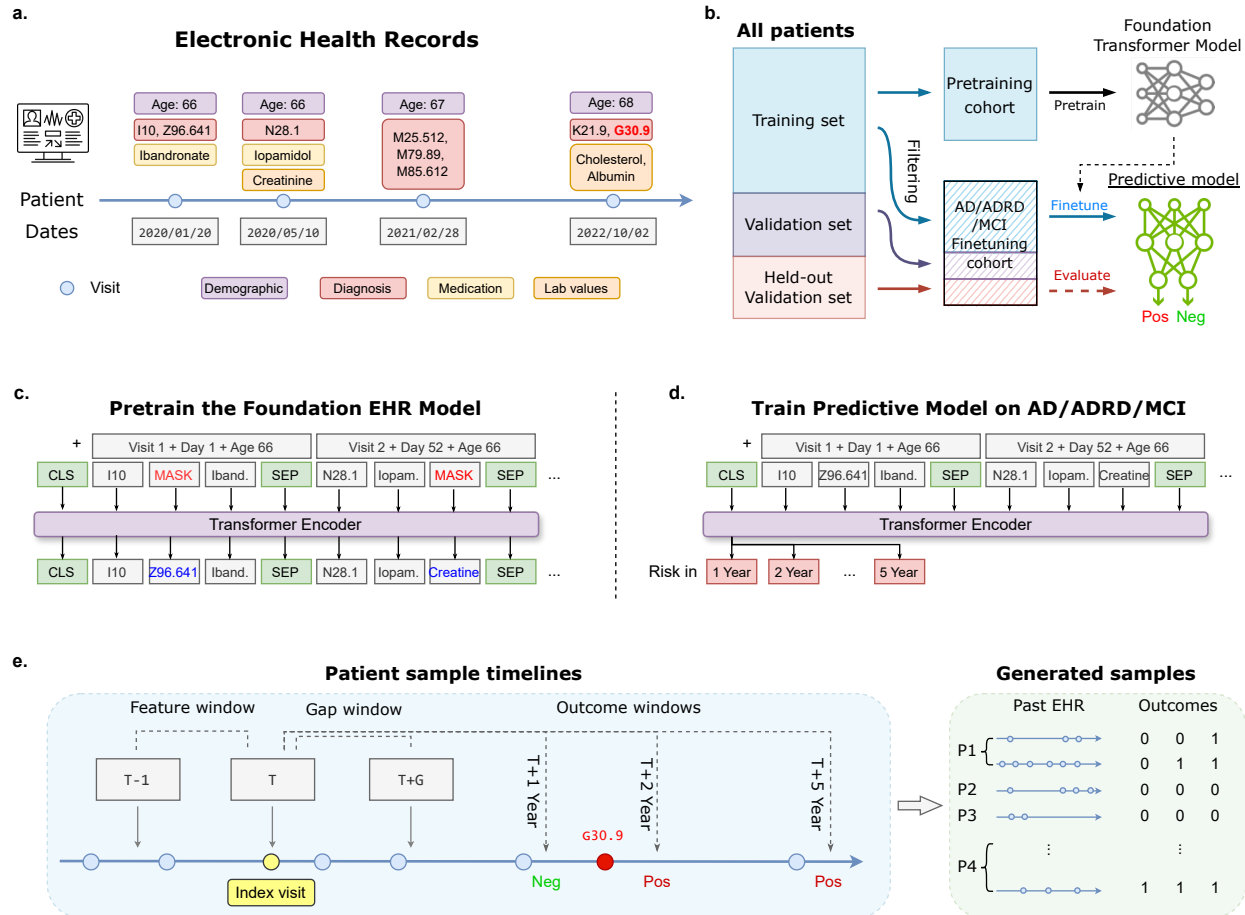 a.
Electronic Health Records
Age: 66
Age: 66
Age: 67
Age: 68
I10, Z96.641
N28.1
M25.512,
M79.89,
M85.612
K21.9, G30.9
Ibandronate
Iopamidol
Creatinine
Cholesterol,
Albumin
Patient
Dates
2020/01/20
2020/05/10
2021/02/28
2022/10/02
Visit
Demographic
Diagnosis
Medication
Lab values
b.
All patients
Training set
Validation set
Held-out
Validation set
Filtering
Pretraining
cohort
AD/ADRD
/MCI
Finetuning
cohort
Pretrain
Foundation
Transformer Model
Predictive model
Finetune
Evaluate
Pos Neg
c.
Pretrain the Foundation EHR Model
+
Visit 1 + Day 1 + Age 66
Visit 2 + Day 52 + Age 66
CLS I10 MASK Iband. SEP N28.1 Iopam. MASK SEP ...
Transformer Encoder
CLS I10 Z96.641 Iband. SEP N28.1 Iopam. Creatine SEP ...
d.
Train Predictive Model on AD/ADRD/MCI
+
Visit 1 + Day 1 + Age 66
Visit 2 + Day 52 + Age 66
CLS I10 Z96.641 Iband. SEP N28.1 Iopam. Creatine SEP ...
Transformer Encoder
Risk in 1 Year 2 Year ... 5 Year
e.
Patient sample timelines
Feature window
Gap window
Outcome windows
T-1
T
T+G
T+1 Year
T+2 Year
T+5 Year
G30.9
Index visit
Neg
Pos
Pos
Generated samples
Past EHR Outcomes
P1
0 0 1
0 1 1
P2 0 0 0
P3 0 0 0
P4
⋮ ⋮
1 1 1